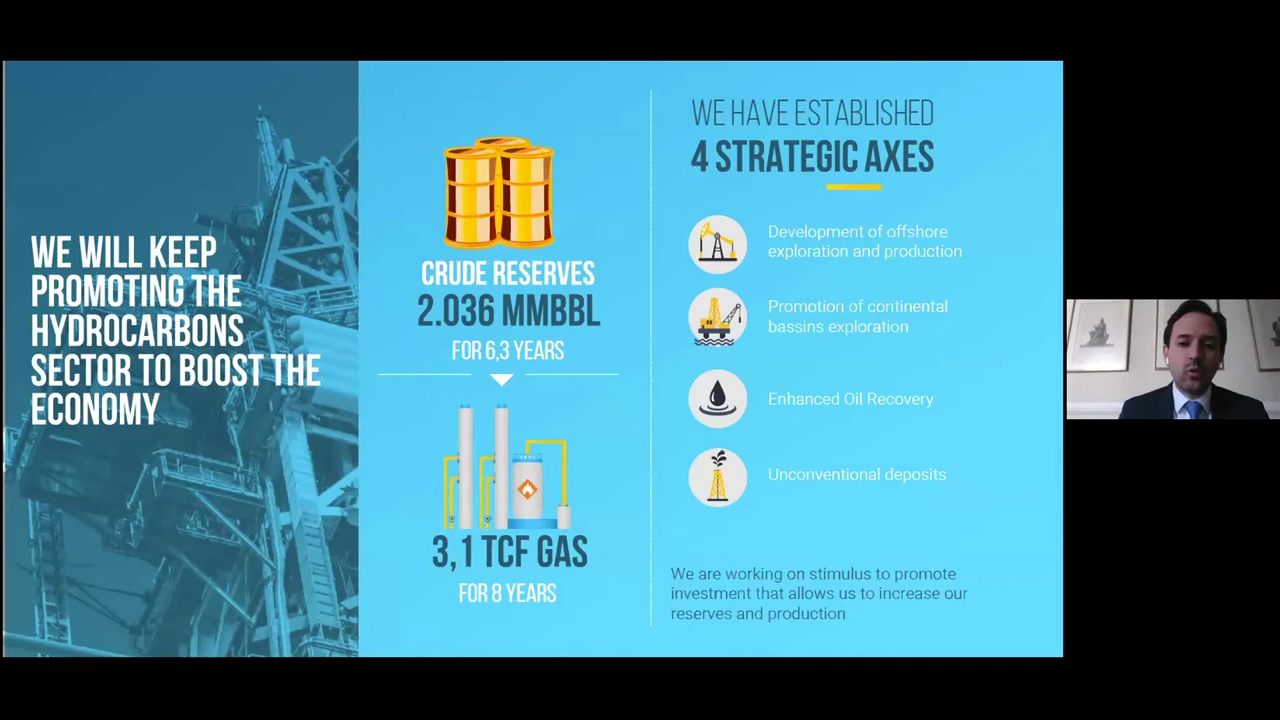 WE WILL KEEP
PROMOTING THE
HYDROCARBONS
SECTOR TO BOOST THE
ECONOMY
CRUDE RESERVES
2.036 MMBBL
FOR 6,3 YEARS
3,1 TCF GAS
FOR 8 YEARS
WE HAVE ESTABLISHED
4 STRATEGIC AXES
Development of offshore
exploration and production
Promotion of continental
bassins exploration
Enhanced Oil Recovery
Unconventional deposits
We are working on stimulus to promote
investment that allows us to increase our
reserves and production